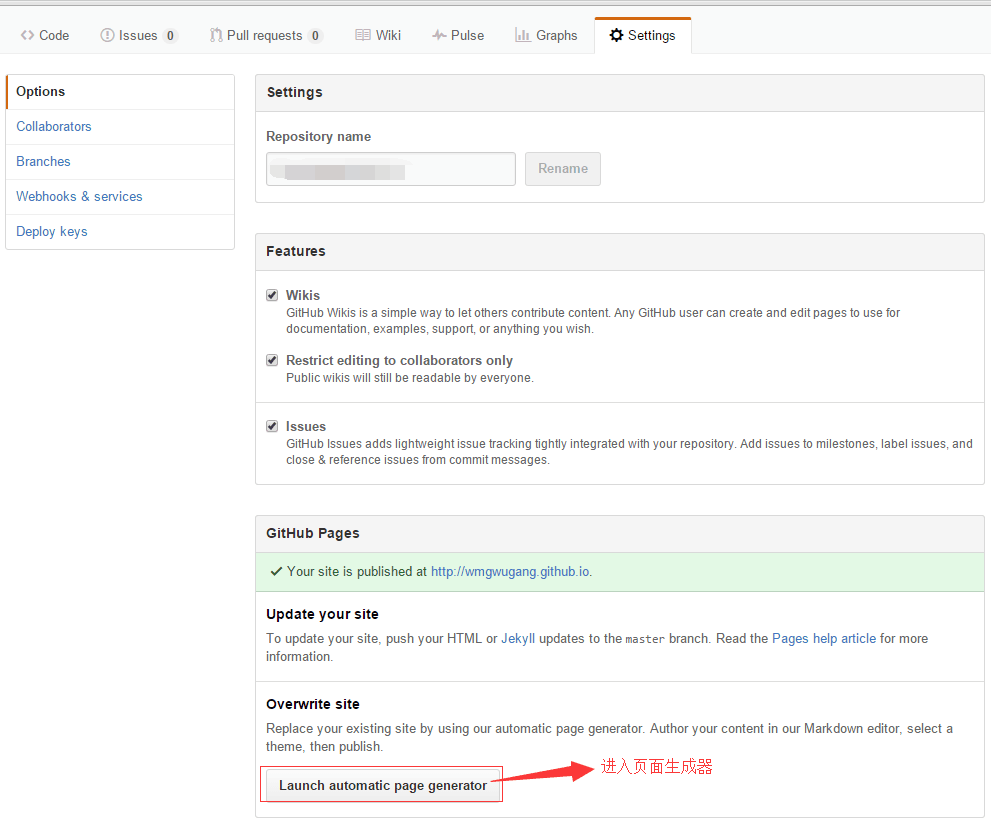 Code Issues 0 Pull requests 0 Wiki Pulse Graphs Settings
Options
Collaborators
Branches
Webhooks & services
Deploy keys
Settings
Repository name
Rename
Features
Wikis
GitHub Wikis is a simple way to let others contribute content. Any GitHub user can create and edit pages to use for
documentation, examples, support, or anything you wish.
Restrict editing to collaborators only
Public wikis will still be readable by everyone.
Issues
GitHub Issues adds lightweight issue tracking tightly integrated with your repository. Add issues to milestones, label issues, and
close & reference issues from commit messages.
GitHub Pages
Your site is published at http://wmgwugang.github.io.
Update your site
To update your site, push your HTML or Jekyll updates to the master branch. Read the Pages help article for more
information.
Overwrite site
Replace your existing site by using our automatic page generator. Author your content in our Markdown editor, select a
theme, then publish.
Launch automatic page generator
进入页面生成器